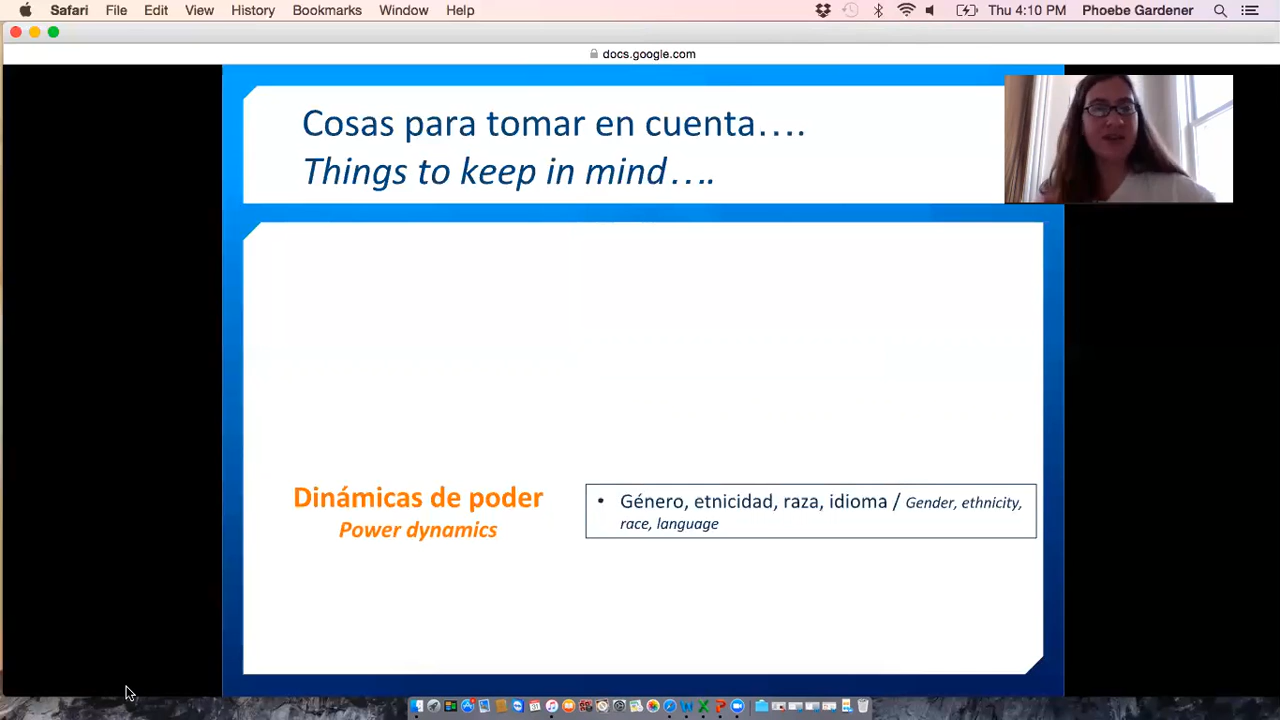 Safari File Edit View History Bookmarks Window Help Thu 4:10 PM Phoebe Gardener
docs.google.com
Cosas para tomar en cuenta….
Things to keep in mind….
Dinámicas de poder
Power dynamics
• Género, etnicidad, raza, idioma / Gender, ethnicity,
race, language